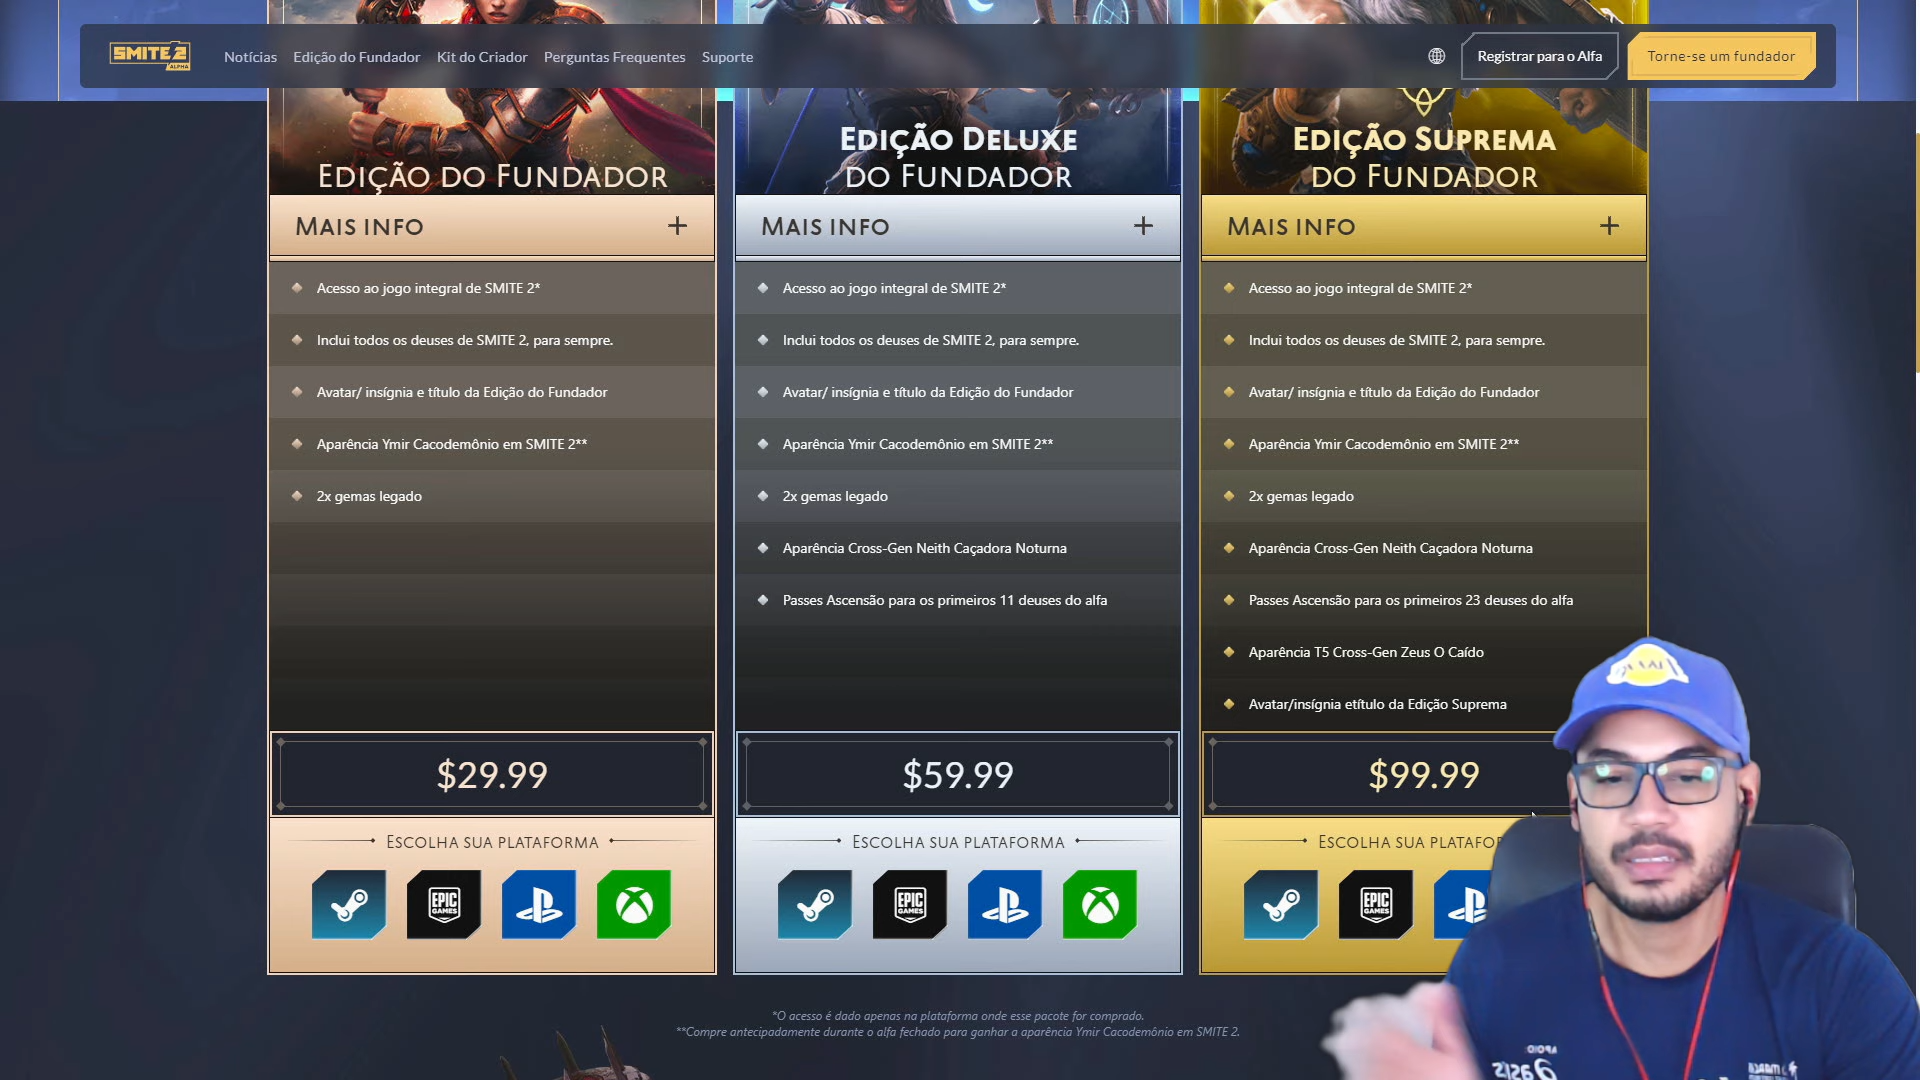 SMITE 2
ALPHA
Notícias
Edição do Fundador
Kit do Criador
Perguntas Frequentes
Suporte
Registrar para o Alfa
Torne-se um fundador
Edição do Fundador
Mais info
Acesso ao jogo integral de SMITE 2*
Inclui todos os deuses de SMITE 2, para sempre.
Avatar/ insígnia e título da Edição do Fundador
Aparência Ymir Cacodemônio em SMITE 2**
2x gemas legado
$29.99
Escolha sua plataforma
EPIC
GAMES
Edição Deluxe
do Fundador
Mais info
Acesso ao jogo integral de SMITE 2*
Inclui todos os deuses de SMITE 2, para sempre.
Avatar/ insígnia e título da Edição do Fundador
Aparência Ymir Cacodemônio em SMITE 2**
2x gemas legado
Aparência Cross-Gen Neith Caçadora Noturna
Passes Ascensão para os primeiros 11 deuses do alfa
$59.99
Escolha sua plataforma
EPIC
GAMES
Edição Suprema
do Fundador
Mais info
Acesso ao jogo integral de SMITE 2*
Inclui todos os deuses de SMITE 2, para sempre.
Avatar/ insígnia e título da Edição do Fundador
Aparência Ymir Cacodemônio em SMITE 2**
2x gemas legado
Aparência Cross-Gen Neith Caçadora Noturna
Passes Ascensão para os primeiros 23 deuses do alfa
Aparência T5 Cross-Gen Zeus O Caído
Avatar/insígnia etítulo da Edição Suprema
$99.99
Escolha sua platafor
EPIC
GAMES
*O acesso é dado apenas na plataforma onde esse pacote for comprado.
**Compre antecipadamente durante o alfa fechado para ganhar a aparência Ymir Cacodemônio em SMITE 2.
APOIO: